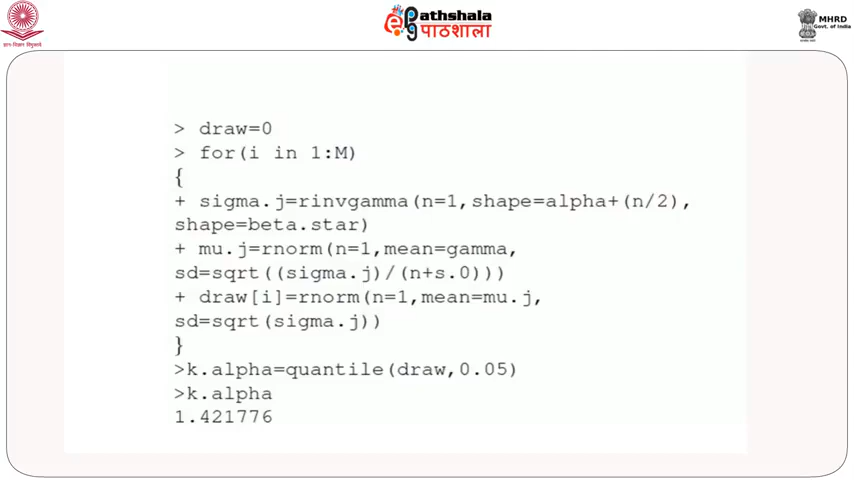 Pathshala
पाठशाला
MHRD
Govt. of India
> draw=0
> for(i in 1:M)
{
+ sigma.j=rinvgamma(n=1,shape=alpha+(n/2),
shape=beta.star)
+ mu.j=rnorm(n=1,mean=gamma,
sd=sqrt((sigma.j)/(n+s.0)))
+ draw[i]=rnorm(n=1,mean=mu.j,
sd=sqrt(sigma.j))
}
>k.alpha=quantile(draw,0.05)
>k.alpha
1.421776